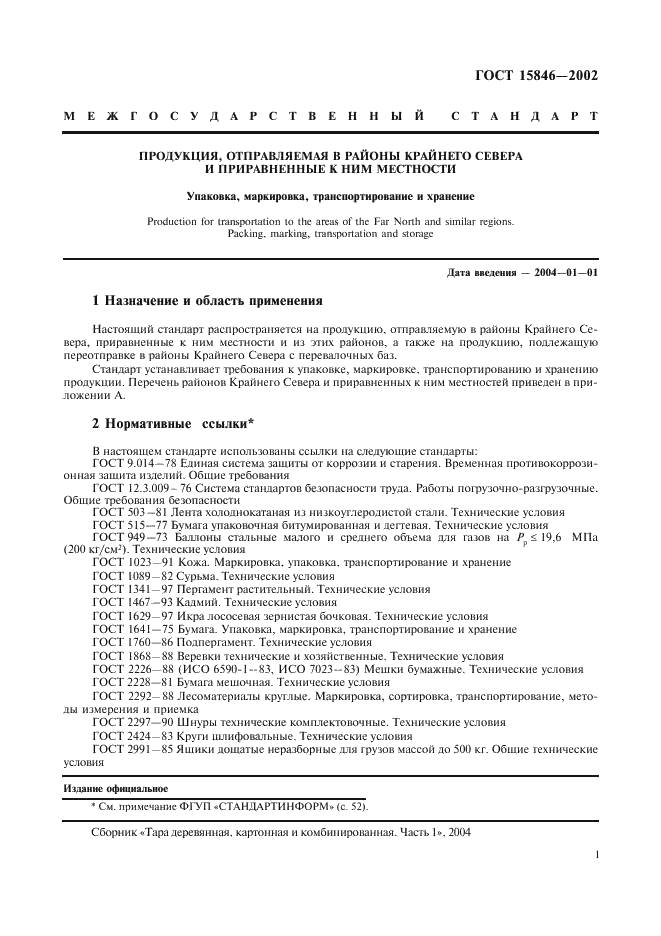 ГОСТ 15846—2002
МЕЖГОСУДАРСТВЕННЫЙ СТАНДАРТ
ПРОДУКЦИЯ, ОТПРАВЛЯЕМАЯ В РАЙОНЫ КРАЙНЕГО СЕВЕРА
И ПРИРАВНЕННЫЕ К НИМ МЕСТНОСТИ
Упаковка, маркировка, транспортирование и хранение
Production for transportation to the areas of the Far North and similar regions.
Packing, marking, transportation and storage
Дата введения — 2004—01—01
1 Назначение и область применения
Настоящий стандарт распространяется на продукцию, отправляемую в районы Крайнего Се-
вера, приравненные к ним местности и из этих районов, а также на продукцию, подлежащую
переотправке в районы Крайнего Севера с перевалочных баз.
Стандарт устанавливает требования к упаковке, маркировке, транспортированию и хранению
продукции. Перечень районов Крайнего Севера и приравненных к ним местностей приведен в при-
ложении А.
2 Нормативные ссылки*
В настоящем стандарте использованы ссылки на следующие стандарты:
ГОСТ 9.014—78 Единая система защиты от коррозии и старения. Временная противокоррози-
онная защита изделий. Общие требования
ГОСТ 12.3.009–76 Система стандартов безопасности труда. Работы погрузочно-разгрузочные.
Общие требования безопасности
ГОСТ 503—81 Лента холоднокатаная из низкоуглеродистой стали. Технические условия
ГОСТ 515—77 Бумага упаковочная битумированная и дегтевая. Технические условия
ГОСТ 949—73 Баллоны стальные малого и среднего объема для газов на Pр ≤ 19,6 МПа
(200 кг/см²). Технические условия
ГОСТ 1023—91 Кожа. Маркировка, упаковка, транспортирование и хранение
ГОСТ 1089—82 Сурьма. Технические условия
ГОСТ 1341—97 Пергамент растительный. Технические условия
ГОСТ 1467—93 Кадмий. Технические условия
ГОСТ 1629—97 Икра лососевая зернистая бочковая. Технические условия
ГОСТ 1641—75 Бумага. Упаковка, маркировка, транспортирование и хранение
ГОСТ 1760—86 Подпергамент. Технические условия
ГОСТ 1868—88 Веревки технические и хозяйственные. Технические условия
ГОСТ 2226—88 (ИСО 6590-1--83, ИСО 7023--83) Мешки бумажные. Технические условия
ГОСТ 2228—81 Бумага мешочная. Технические условия
ГОСТ 2292—88 Лесоматериалы круглые. Маркировка, сортировка, транспортирование, мето-
ды измерения и приемка
ГОСТ 2297—90 Шнуры технические комплектовочные. Технические условия
ГОСТ 2424—83 Круги шлифовальные. Технические условия
ГОСТ 2991—85 Ящики дощатые неразборные для грузов массой до 500 кг. Общие технические
условия
Издание официальное
* См. примечание ФГУП «СТАНДАРТИНФОРМ» (с. 52).
Сборник «Тара деревянная, картонная и комбинированная. Часть 1», 2004
1